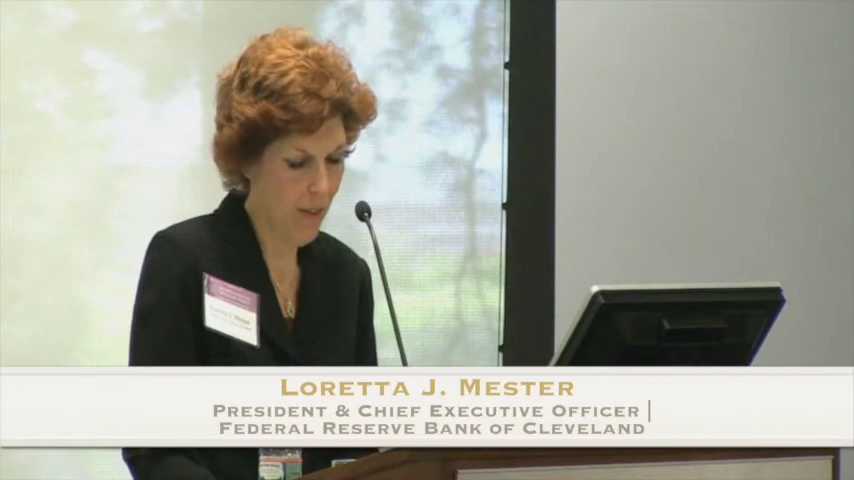 Loretta J. Mester
President & Chief Executive Officer |
Federal Reserve Bank of Cleveland